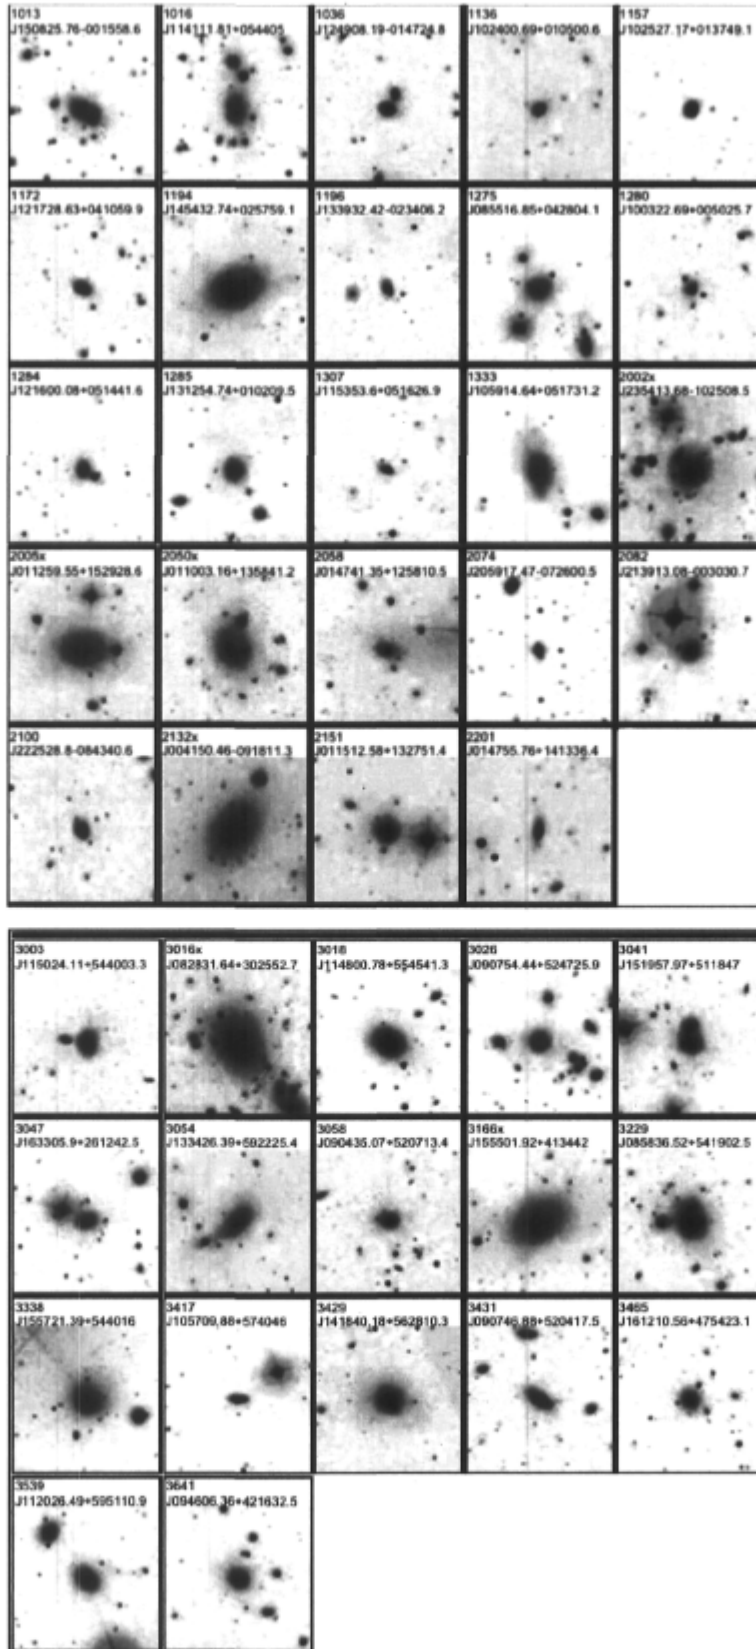 1013
J150825.76-001558.6
1016
J114111.81+054405
1036
J124908.19-014724.8
1136
J102400.69+010500.6
1157
J102527.17+013749.1
1172
J121728.63+041059.9
1194
J145432.74+025759.1
1196
J133932.42-023406.2
1275
J085516.85+042804.1
1280
J100322.69+005025.7
1284
J121600.08+051441.6
1285
J131254.74+010209.5
1307
J115353.6+051626.9
1333
J105914.64+051731.2
2002x
J235413.68-102508.5
2005x
J011259.55+152928.6
2050x
J011003.16+135841.2
2058
J014741.35+125810.5
2074
J205917.47-072600.5
2082
J213913.08-003030.7
2100
J222528.8-084340.6
2132x
J004150.46-091811.3
2151
J011512.58+132751.4
2201
J014755.76+141336.4
3003
J115024.11+544003.3
3016x
J082831.64+302552.7
3018
J114800.78+554541.3
3026
J090754.44+524725.9
3041
J151957.97+511847
3047
J163305.9+261242.5
3054
J133426.39+592225.4
3058
J090435.07+520713.4
3166x
J155501.92+413442
3229
J085836.52+541902.5
3338
J155721.39+544016
3417
J105709.88+574046
3429
J141840.18+562810.3
3431
J090746.88+520417.5
3465
J161210.56+475423.1
3539
J112026.49+595110.9
3641
J094606.36+421632.5